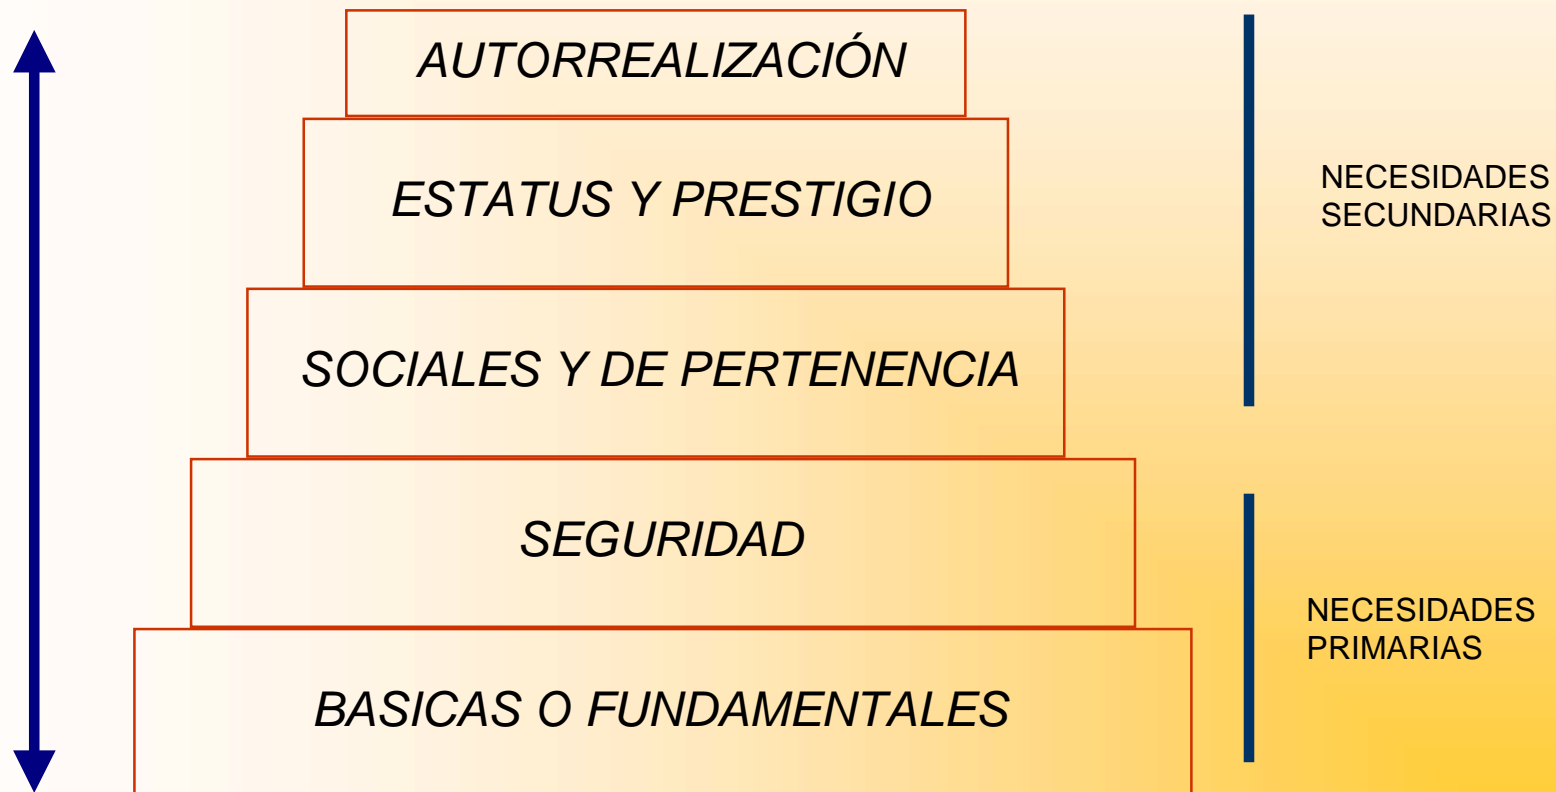 AUTORREALIZACIÓN
ESTATUS Y PRESTIGIO
NECESIDADES
SECUNDARIAS
SOCIALES Y DE PERTENENCIA
SEGURIDAD
NECESIDADES
PRIMARIAS
BASICAS O FUNDAMENTALES